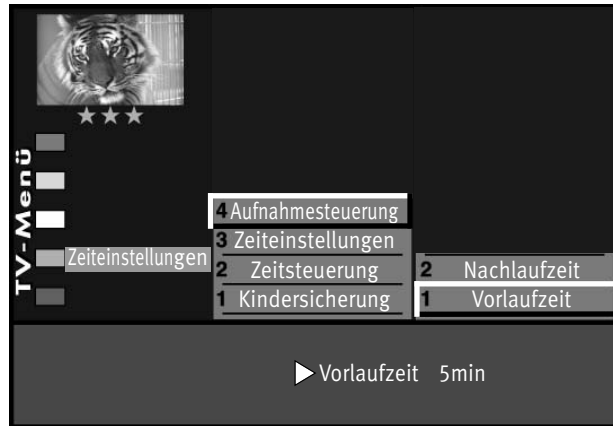 TV-Menü
Zeiteinstellungen
4 Aufnahmesteuerung
3 Zeiteinstellungen
2 Zeitsteuerung
1 Kindersicherung
2 Nachlaufzeit
1 Vorlaufzeit
Vorlaufzeit 5min